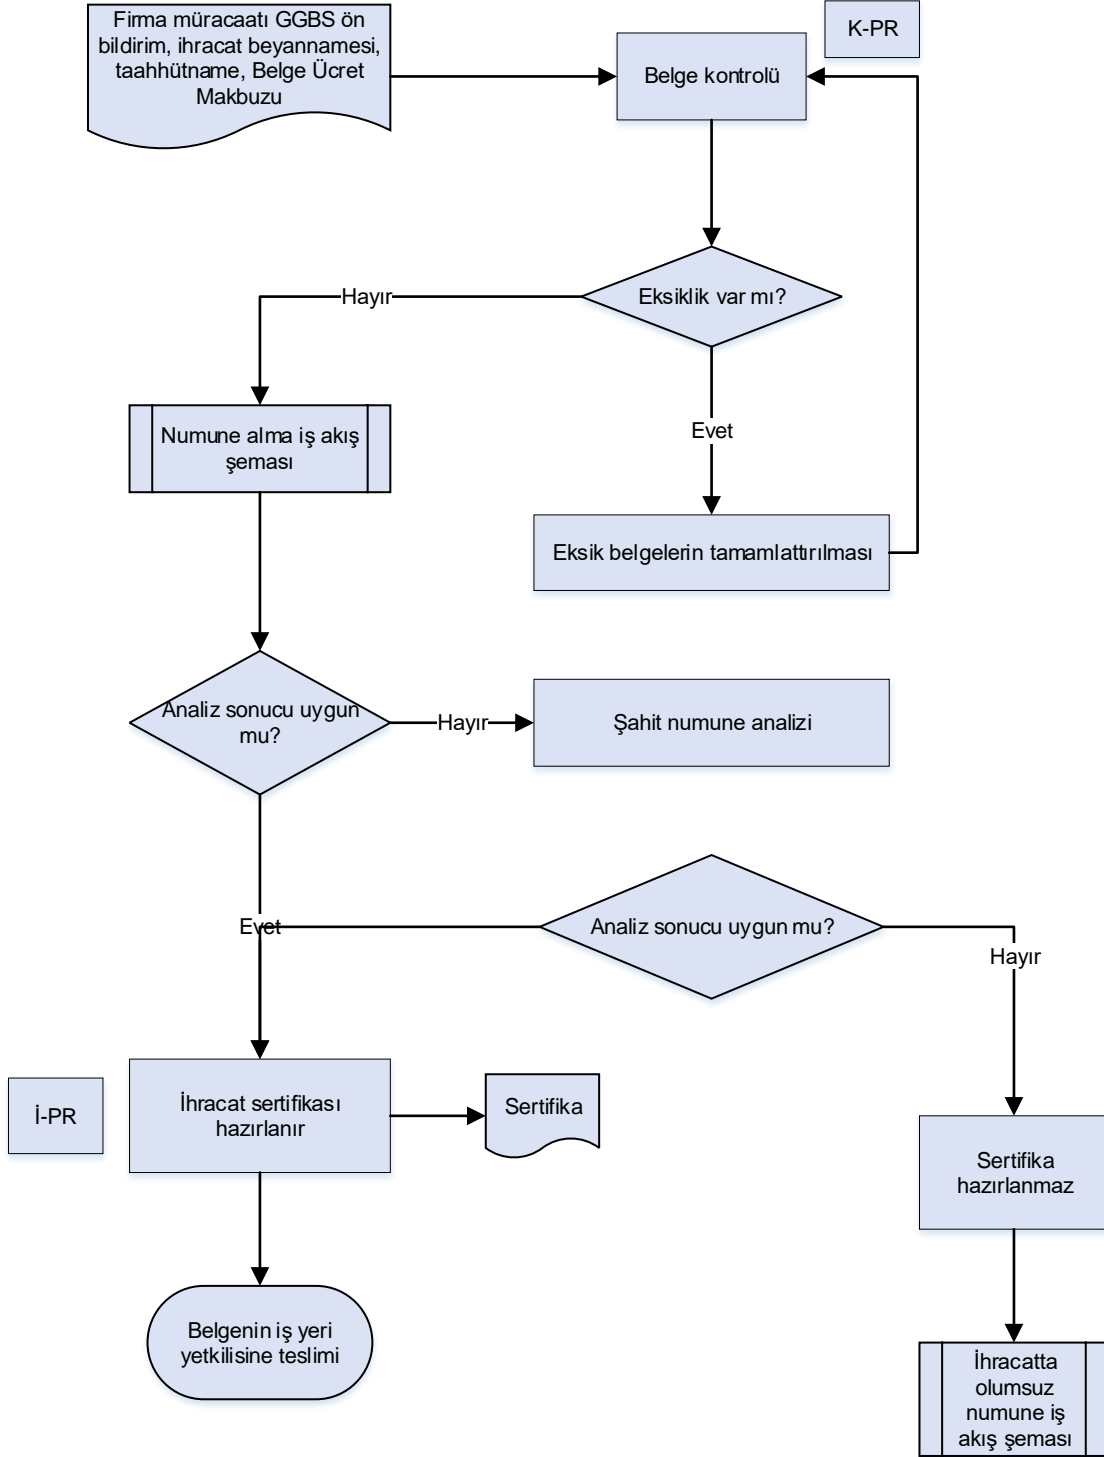 Firma müracaatı GGBS ön
bildirim, ihracat beyannamesi,
taahhütname, Belge Ücret
Makbuzu
K-PR
Belge kontrolü
Eksiklik var mı?
Hayır
Evet
Numune alma iş akış
şeması
Eksik belgelerin tamamlattırılması
Analiz sonucu uygun
mu?
Hayır
Şahit numune analizi
Evet
Analiz sonucu uygun mu?
Hayır
İ-PR
İhracat sertifikası
hazırlanır
Sertifika
Sertifika
hazırlanmaz
Belgenin iş yeri
yetkilisine teslimi
İhracatta
olumsuz
numune iş
akış şeması